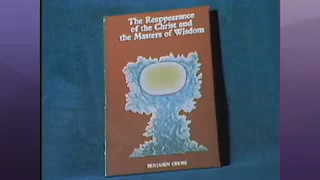 The Reappearance
of the Christ and
the Masters of Wisdom
BENJAMIN CREME